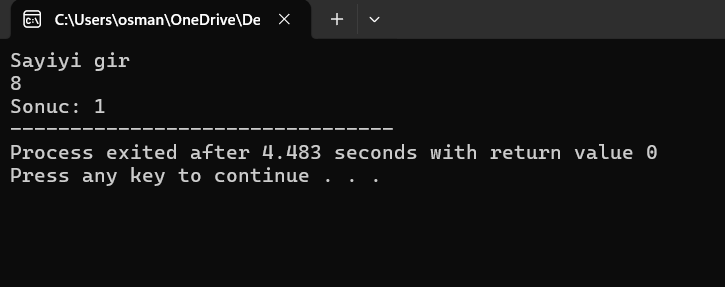 C:\Users\osman\OneDrive\De
Sayiyi gir
8
Sonuc: 1
--------------------------------
Process exited after 4.483 seconds with return value 0
Press any key to continue . . .